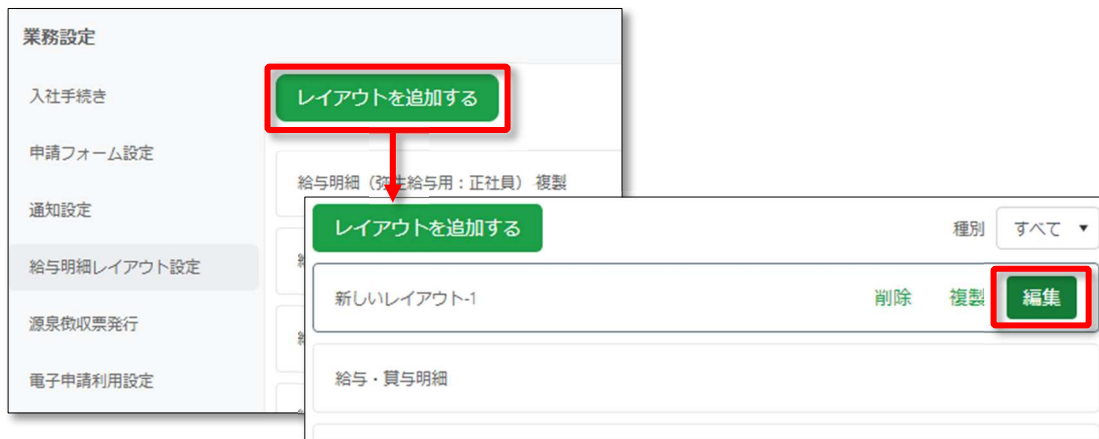 業務設定
入社手続き
申請フォーム設定
通知設定
給与明細レイアウト設定
源泉徴収票発行
電子申請利用設定
レイアウトを追加する
給与明細（弥生給与用：正社員） 複製
レイアウトを追加する
種別 すべて
新しいレイアウト-1 削除 複製 編集
給与・賞与明細